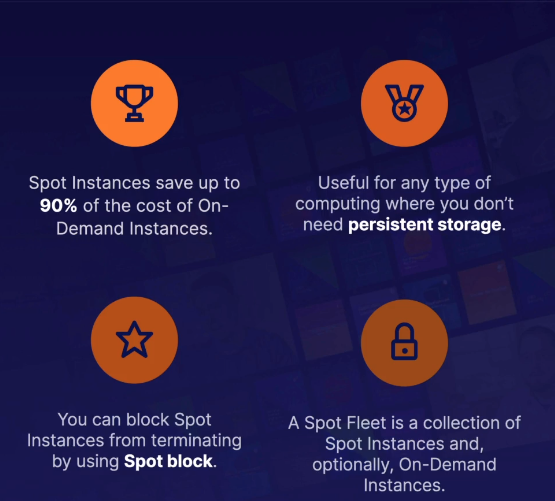 Spot Instances save up to
90% of the cost of On-
Demand Instances.
Useful for any type of
computing where you don't
need persistent storage.
You can block Spot
Instances from terminating
by using Spot block.
A Spot Fleet is a collection of
Spot Instances and,
optionally, On-Demand
Instances.